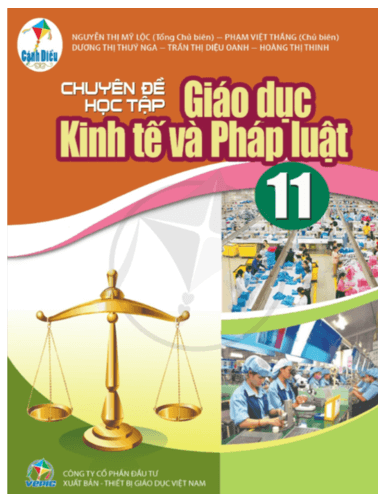 NGUYỄN THỊ MỸ LỘC (Tổng Chủ biên) – PHẠM VIỆT THẮNG (Chủ biên)
DƯƠNG THỊ THUÝ NGA – TRẦN THỊ DIỆU OANH – HOÀNG THỊ THINH
Cánh Diều
CHUYÊN ĐỀ
HỌC TẬP
Giáo dục
Kinh tế và Pháp luật
11
VEPIC
CÔNG TY CỔ PHẦN ĐẦU TƯ
XUẤT BẢN - THIẾT BỊ GIÁO DỤC VIỆT NAM